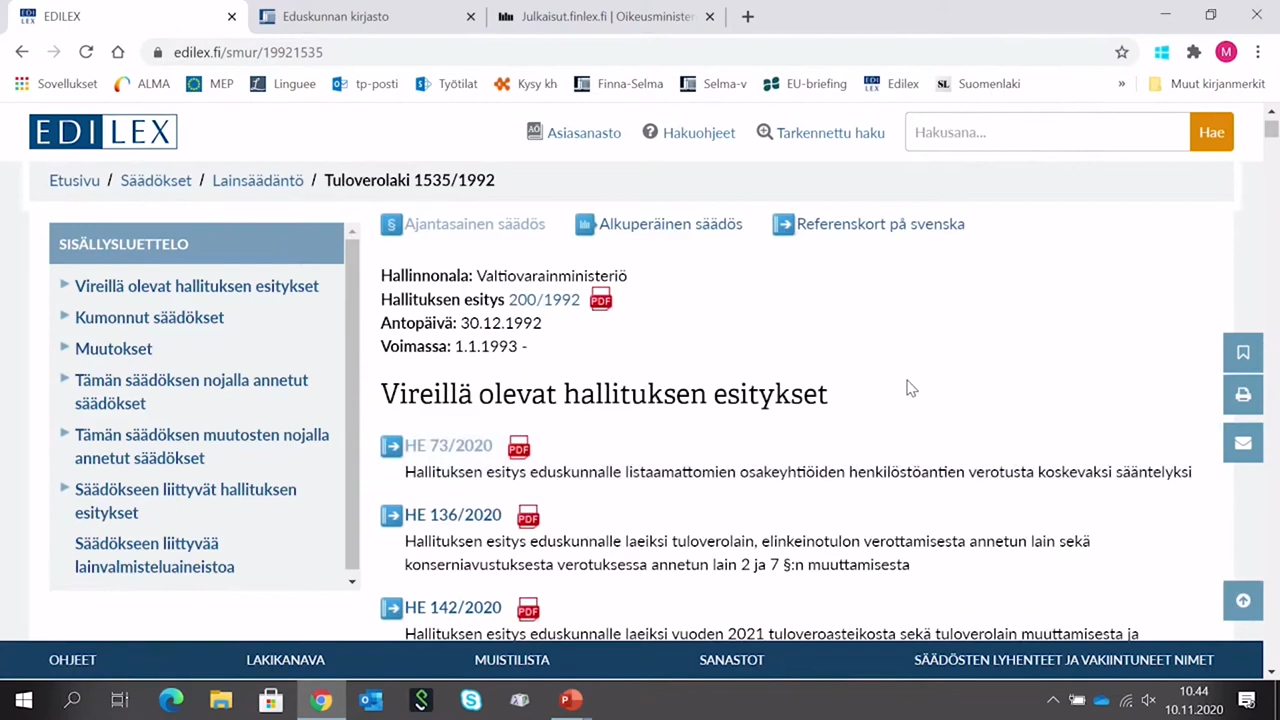 EDILEX
Eduskunnan kirjasto
Julkaisut.finlex.fi | Oikeusminister
edilex.fi/smur/19921535
M
Sovellukset ALMA MEP Linguee tp-posti Työtilat Kysy kh Finna-Selma Selma-v EU-briefing Edilex SL Suomenlaki » Muut kirjanmerkit
EDILEX
Asiasanasto Hakuohjeet Tarkennettu haku Hakusana... Hae
Etusivu / Säädökset / Lainsäädäntö / Tuloverolaki 1535/1992
SISÄLLYSLUETTELO
Vireillä olevat hallituksen esitykset
Kumonnut säädökset
Muutokset
Tämän säädöksen nojalla annetut
säädökset
Tämän säädöksen muutosten nojalla
annetut säädökset
Säädökseen liittyvät hallituksen
esitykset
Säädökseen liittyvää
lainvalmisteluaineistoa
§ Ajantasainen säädös Alkuperäinen säädös Referenskort på svenska
Hallinnonala: Valtiovarainministeriö
Hallituksen esitys 200/1992 PDF
Antopäivä: 30.12.1992
Voimassa: 1.1.1993 -
Vireillä olevat hallituksen esitykset
HE 73/2020 PDF
Hallituksen esitys eduskunnalle listaamattomien osakeyhtiöiden henkilöstöantien verotusta koskevaksi sääntelyksi
HE 136/2020 PDF
Hallituksen esitys eduskunnalle laeiksi tuloverolain, elinkeinotulon verottamisesta annetun lain sekä
konserniavustuksesta verotuksessa annetun lain 2 ja 7 §:n muuttamisesta
HE 142/2020 PDF
Hallituksen esitys eduskunnalle laeiksi vuoden 2021 tuloveroasteikosta sekä tuloverolain muuttamisesta ja
OHJEET LAKIKANAVA MUISTILISTA SANASTOT SÄÄDÖSTEN LYHENTEET JA VAKIINTUNEET NIMET
10.44
10.11.2020